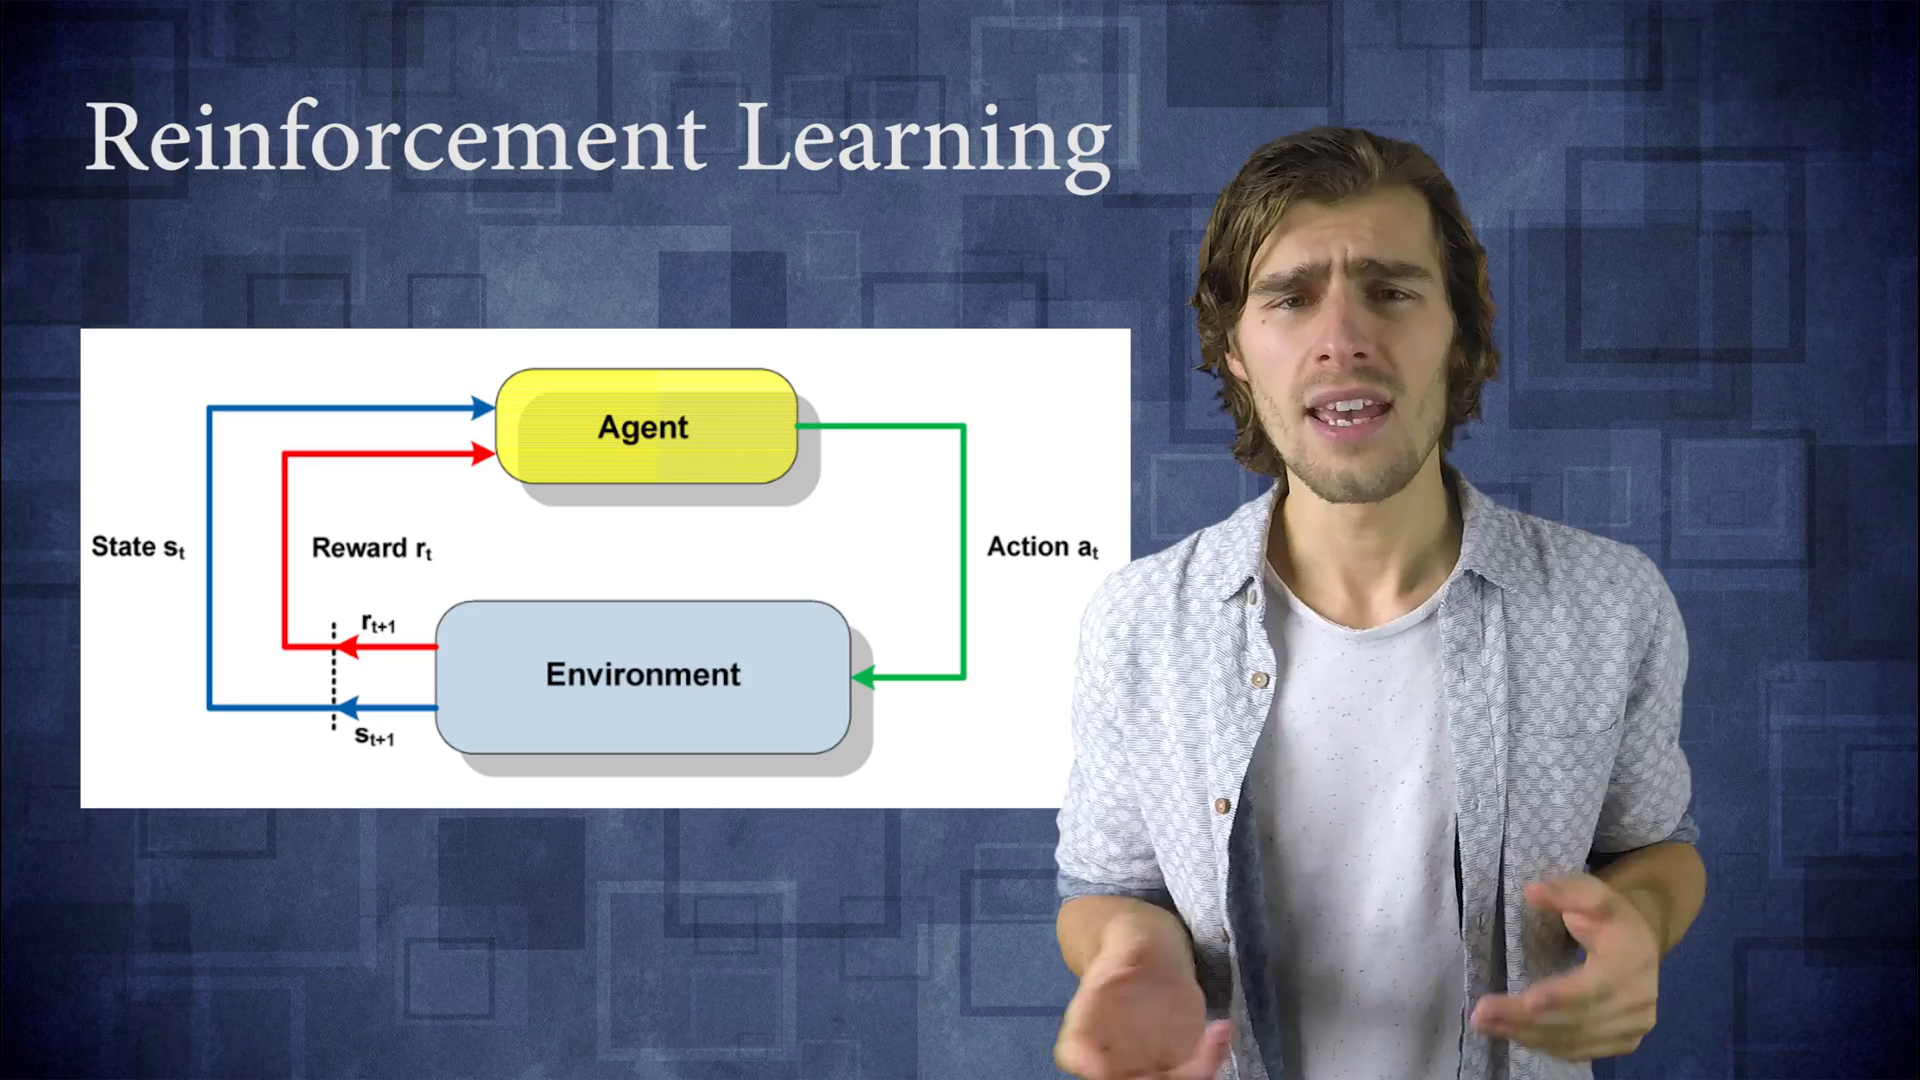 Reinforcement Learning
Agent
State sₜ
Reward rₜ
Action aₜ
rₜ₊₁
Environment
sₜ₊₁